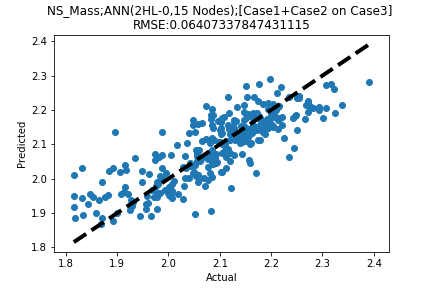 NS_Mass;ANN(2HL-0,15 Nodes);[Case1+Case2 on Case3]
RMSE:0.06407337847431115
2.4
2.3
2.2
2.1
2.0
1.9
1.8
Predicted
1.8 1.9 2.0 2.1 2.2 2.3 2.4
Actual